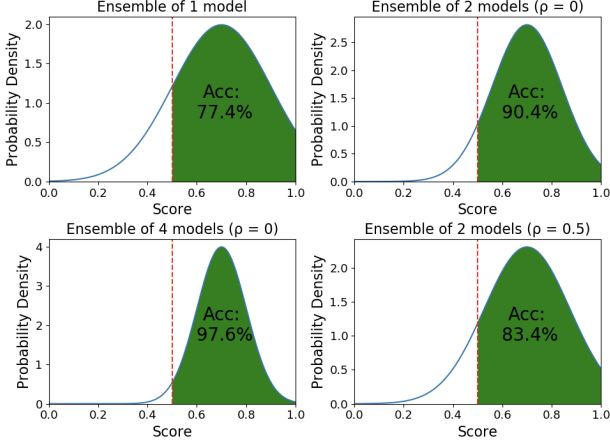 Ensemble of 1 model
Probability Density
2.0
1.5
1.0
0.5
0.0
Acc:
77.4%
0.0 0.2 0.4 0.6 0.8 1.0
Score
Ensemble of 2 models (ρ = 0)
Probability Density
2.5
2.0
1.5
1.0
0.5
0.0
Acc:
90.4%
0.0 0.2 0.4 0.6 0.8 1.0
Score
Ensemble of 4 models (ρ = 0)
Probability Density
4
3
2
1
0
Acc:
97.6%
0.0 0.2 0.4 0.6 0.8 1.0
Score
Ensemble of 2 models (ρ = 0.5)
Probability Density
2.0
1.5
1.0
0.5
0.0
Acc:
83.4%
0.0 0.2 0.4 0.6 0.8 1.0
Score